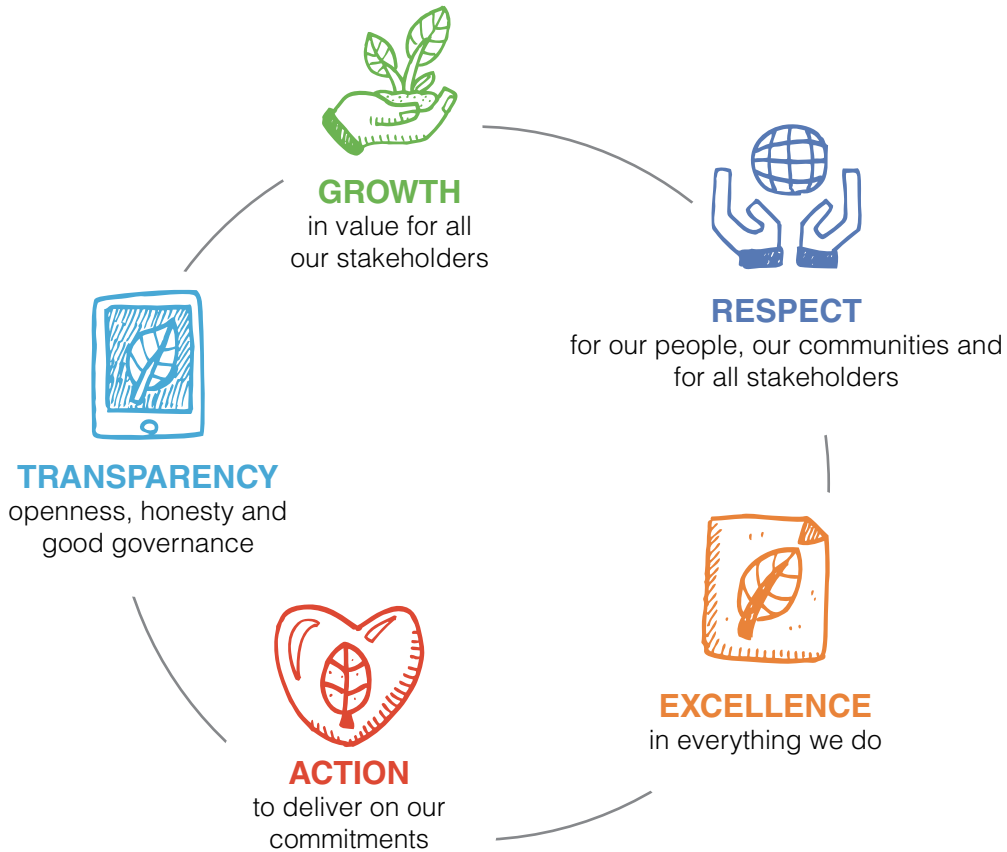 GROWTH
in value for all
our stakeholders
RESPECT
for our people, our communities and
for all stakeholders
EXCELLENCE
in everything we do
ACTION
to deliver on our
commitments
TRANSPARENCY
openness, honesty and
good governance